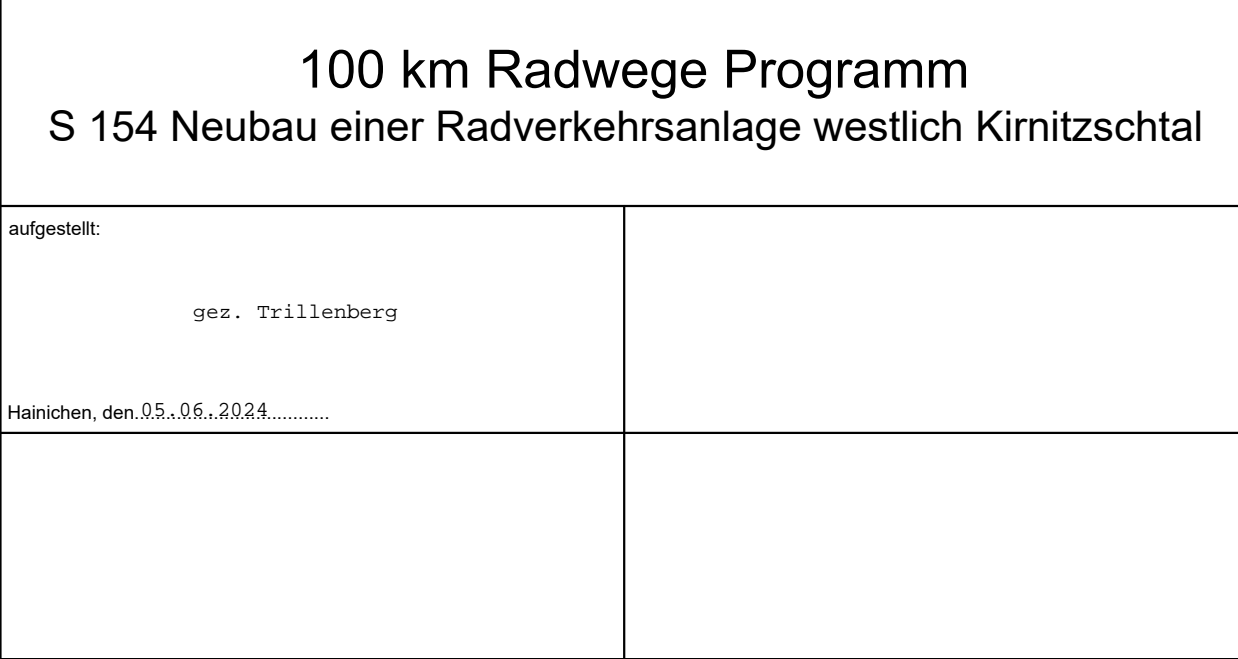 100 km Radwege Programm
S 154 Neubau einer Radverkehrsanlage westlich Kirnitzschtal
aufgestellt:
gez. Trillenberg
Hainichen, den 05.06.2024